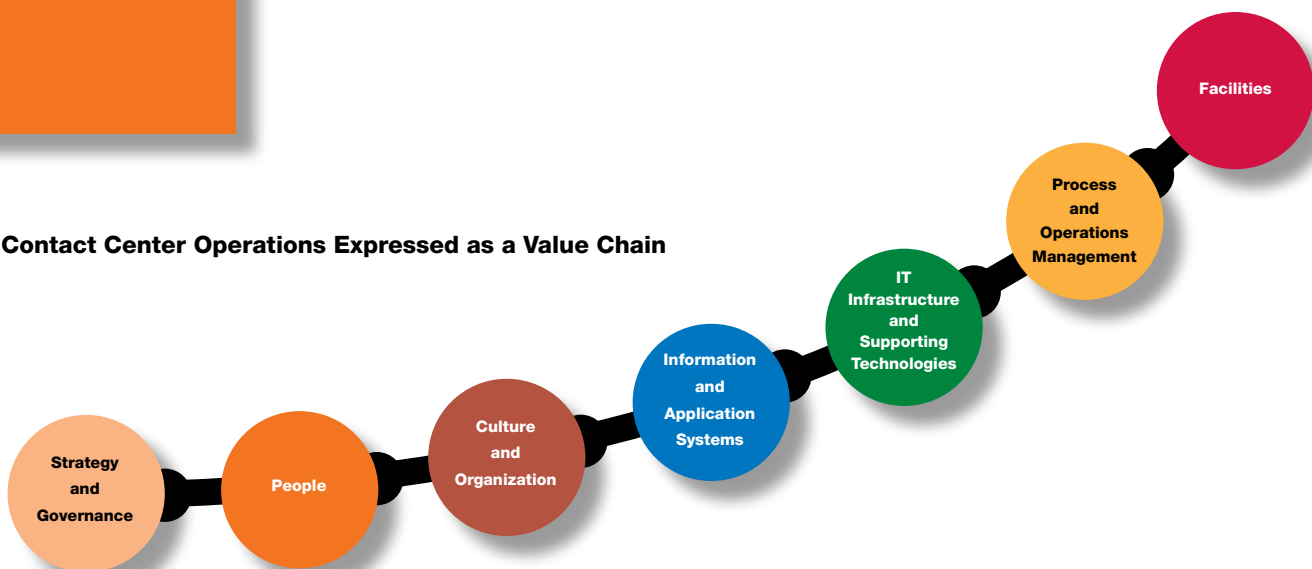 Contact Center Operations Expressed as a Value Chain
Strategy
and
Governance
People
Culture
and
Organization
Information
and
Application
Systems
IT
Infrastructure
and
Supporting
Technologies
Process
and
Operations
Management
Facilities